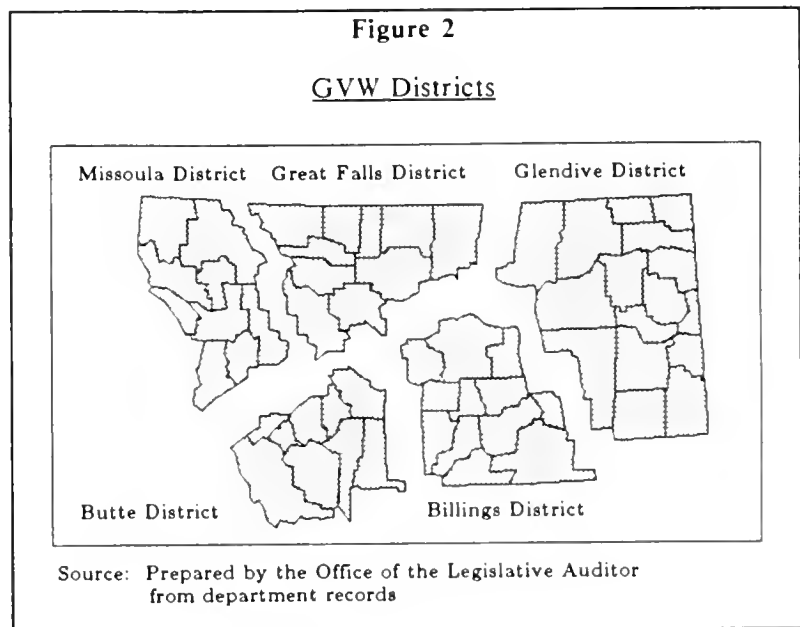 Figure 2
GVW Districts
Missoula District Great Falls District Glendive District
Butte District Billings District
Source: Prepared by the Office of the Legislative Auditor
from department records